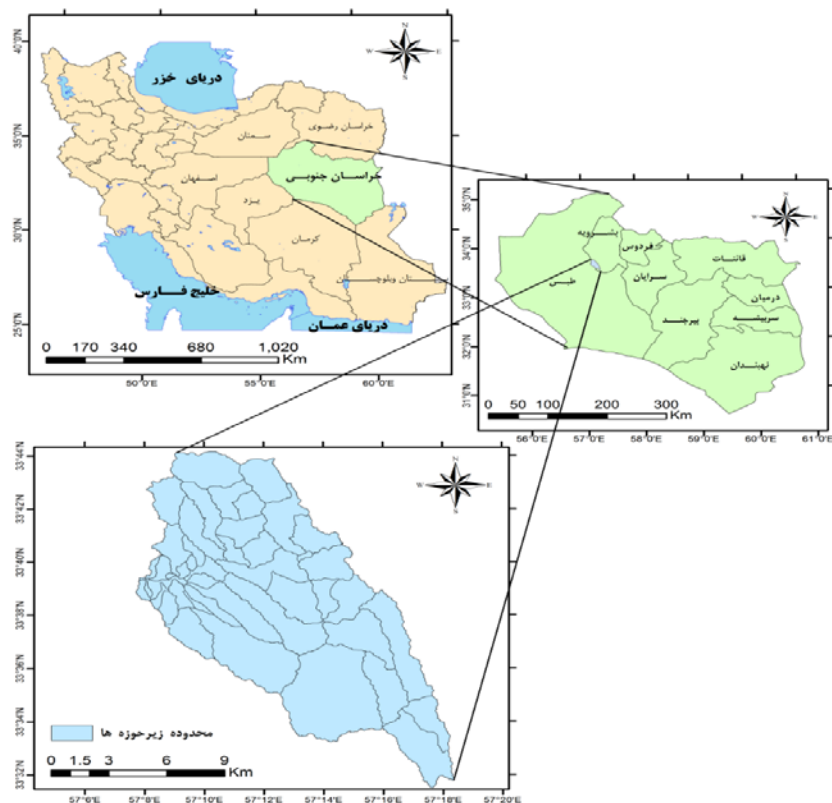 N
W E
S
40°0'N
35°0'N
30°0'N
25°0'N
دریای خزر
خراسان رضوی
سمنان
خراسان جنوبی
اصفهان
یزد
کرمان
ستان وبلوچستان
خلیج فارس
دریای عمان
0 170 340 680 1,020
Km
50°0'E 55°0'E 60°0'E
N
W E
S
35°0'N
34°0'N
33°0'N
32°0'N
31°0'N
بشرویه
فردوس
قائنات
طبس
سرایان
درمیان
سربیشه
بیرجند
نهبندان
0 50 100 200 300
Km
56°0'E 57°0'E 58°0'E 59°0'E 60°0'E 61°0'E
N
W E
S
33°44'N
33°42'N
33°40'N
33°38'N
33°36'N
33°34'N
33°32'N
محدوده زیرحوزه ها
0 1.5 3 6 9
Km
57°6'E 57°8'E 57°10'E 57°12'E 57°14'E 57°16'E 57°18'E 57°20'E